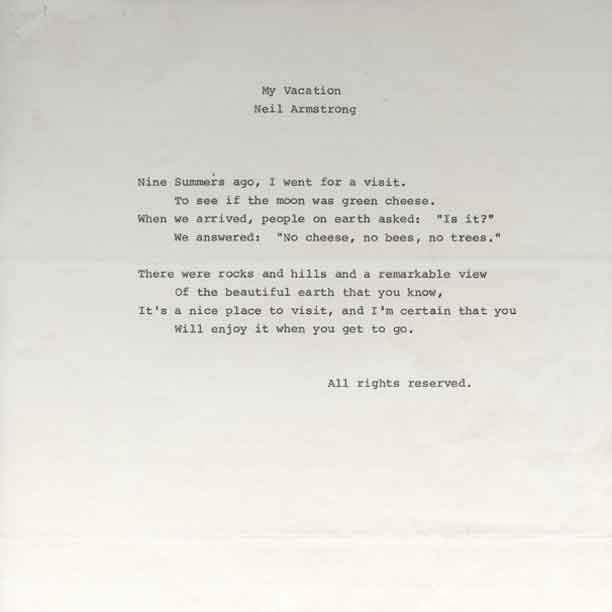 My Vacation
Neil Armstrong
Nine Summers ago, I went for a visit.
To see if the moon was green cheese.
When we arrived, people on earth asked: "Is it?"
We answered: "No cheese, no bees, no trees."
There were rocks and hills and a remarkable view
Of the beautiful earth that you know,
It's a nice place to visit, and I'm certain that you
Will enjoy it when you get to go.
All rights reserved.